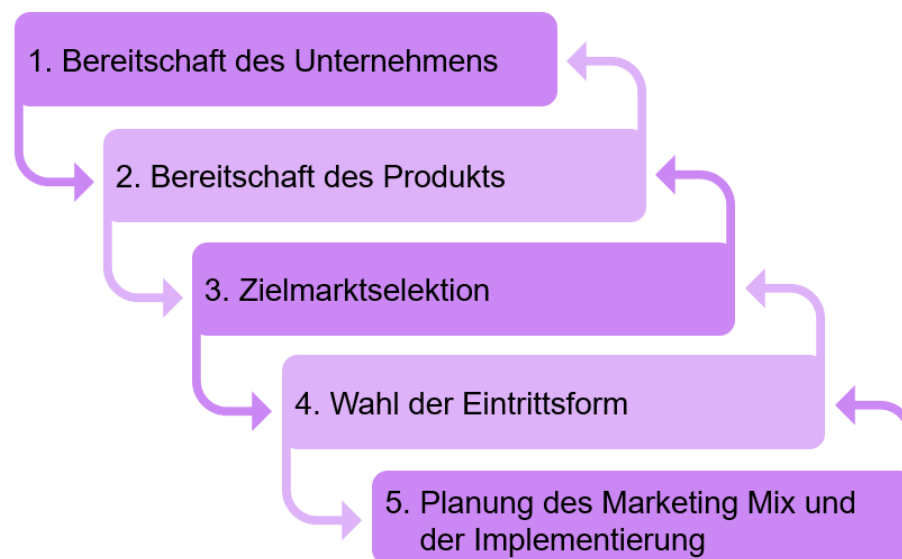 1. Bereitschaft des Unternehmens
2. Bereitschaft des Produkts
3. Zielmarktselektion
4. Wahl der Eintrittsform
5. Planung des Marketing Mix und
der Implementierung